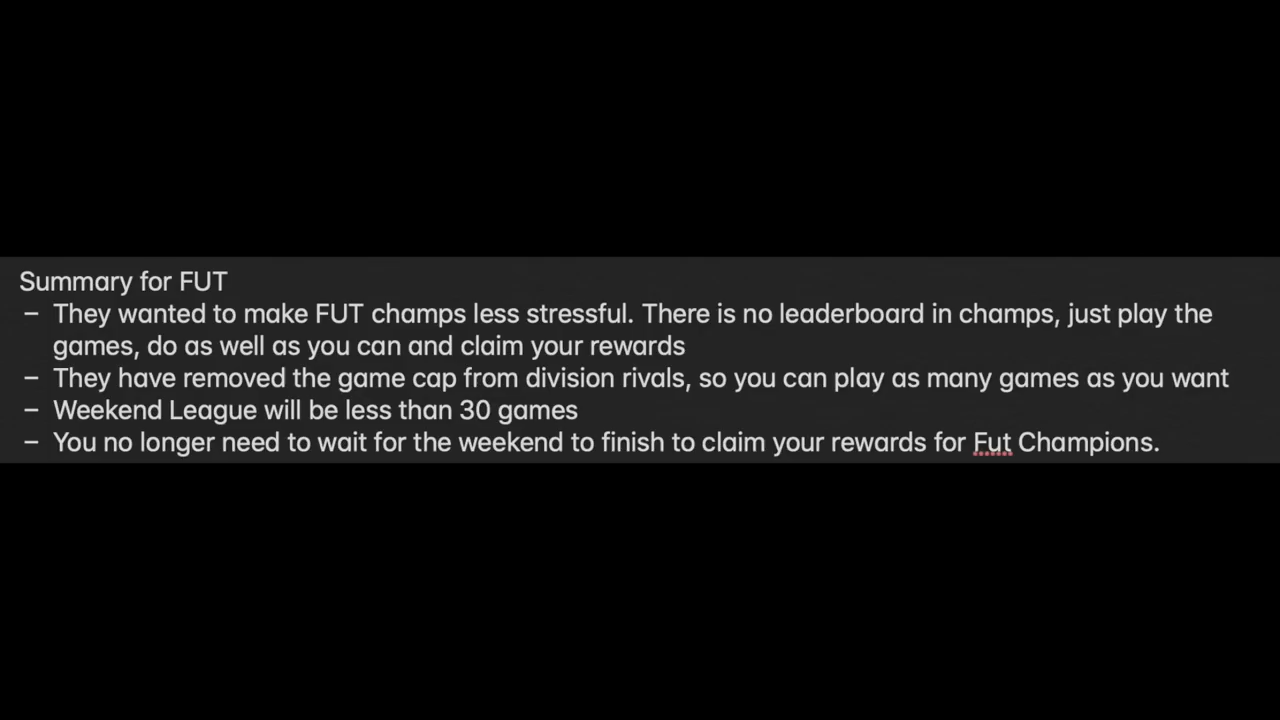 Summary for FUT
– They wanted to make FUT champs less stressful. There is no leaderboard in champs, just play the
games, do as well as you can and claim your rewards
– They have removed the game cap from division rivals, so you can play as many games as you want
– Weekend League will be less than 30 games
– You no longer need to wait for the weekend to finish to claim your rewards for Fut Champions.